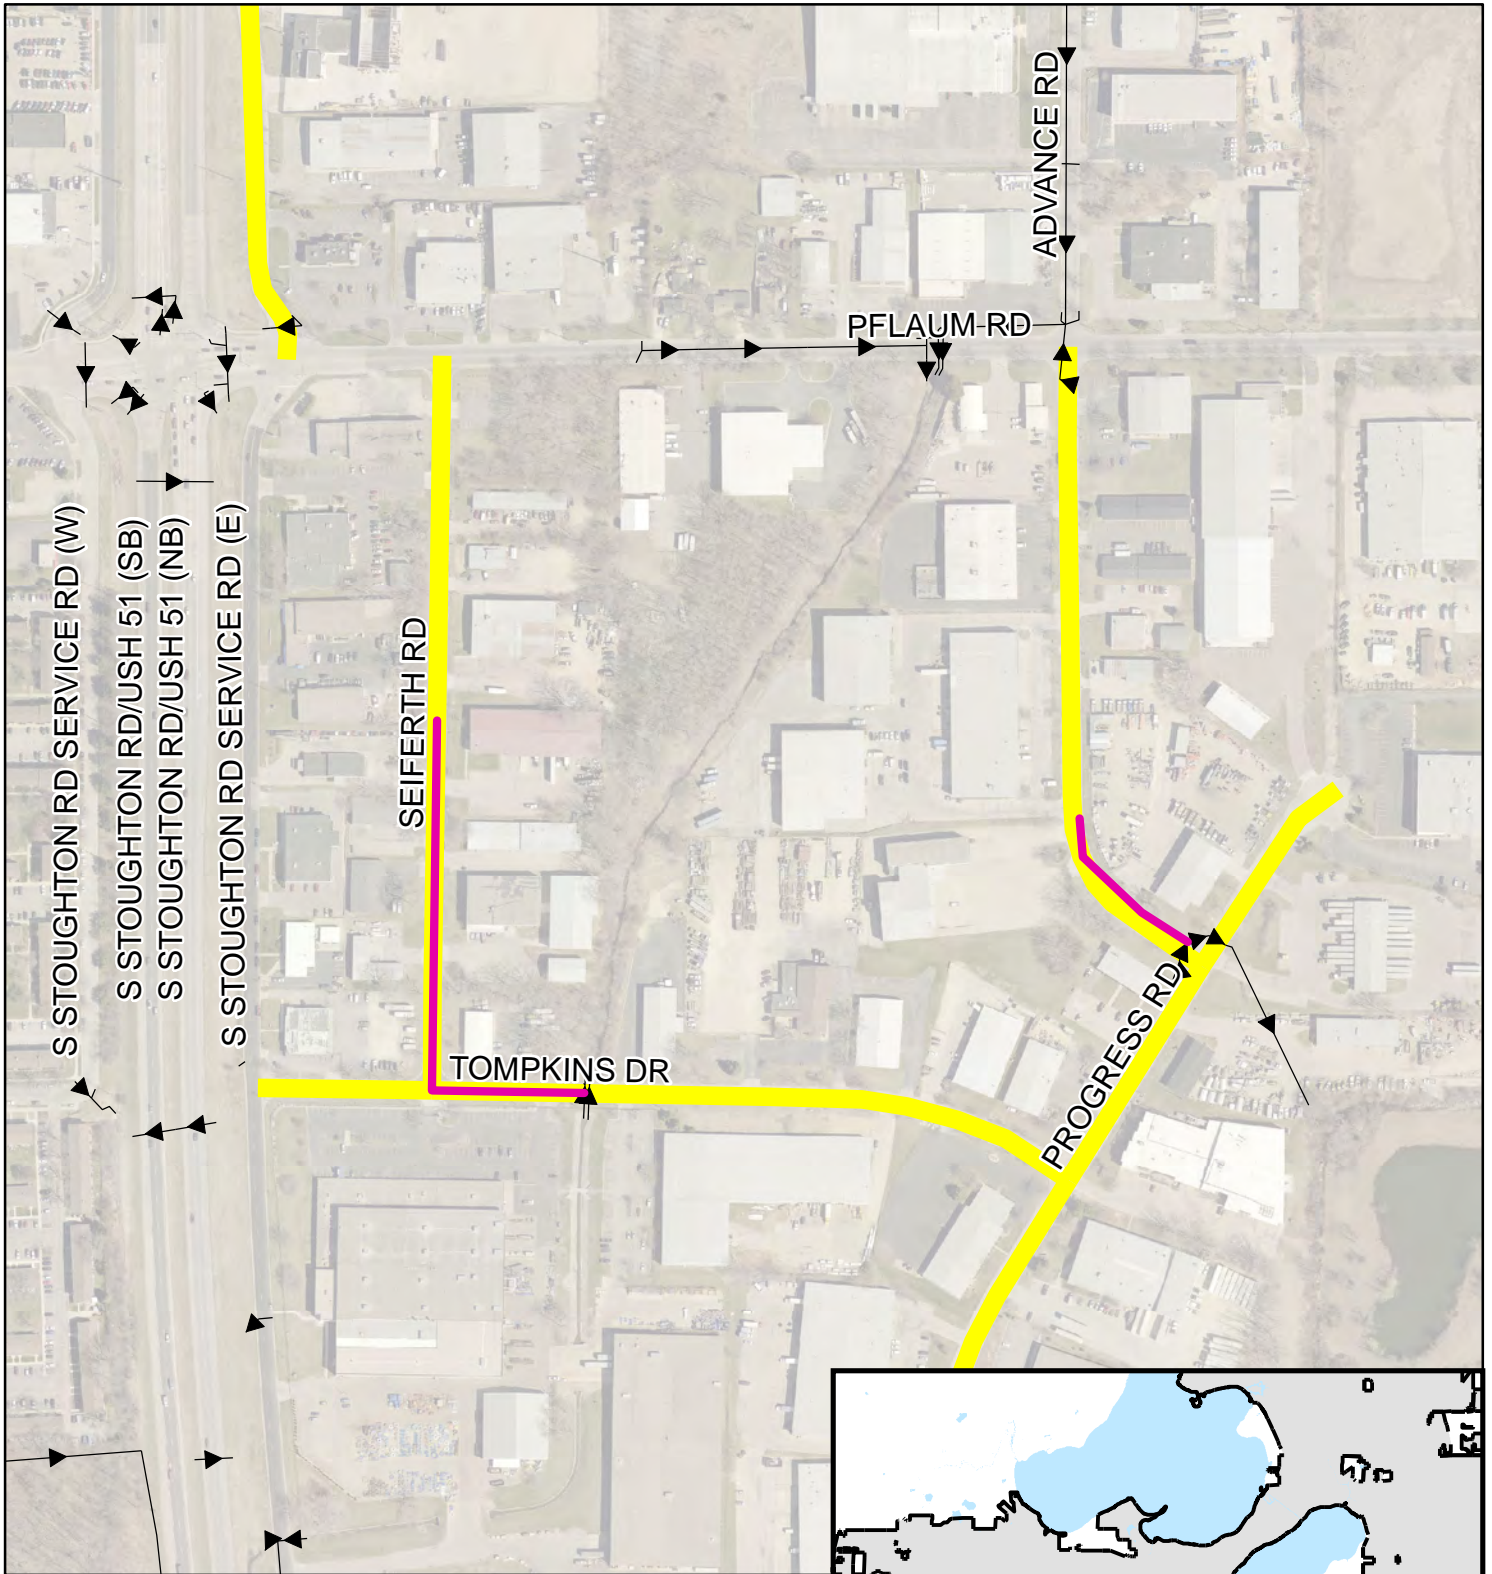 ADVANCE RD
PFLAUM RD
S STOUGHTON RD SERVICE RD (W)
S STOUGHTON RD/USH 51 (SB)
S STOUGHTON RD/USH 51 (NB)
S STOUGHTON RD SERVICE RD (E)
SEIFERTH RD
TOMPKINS DR
PROGRESS RD